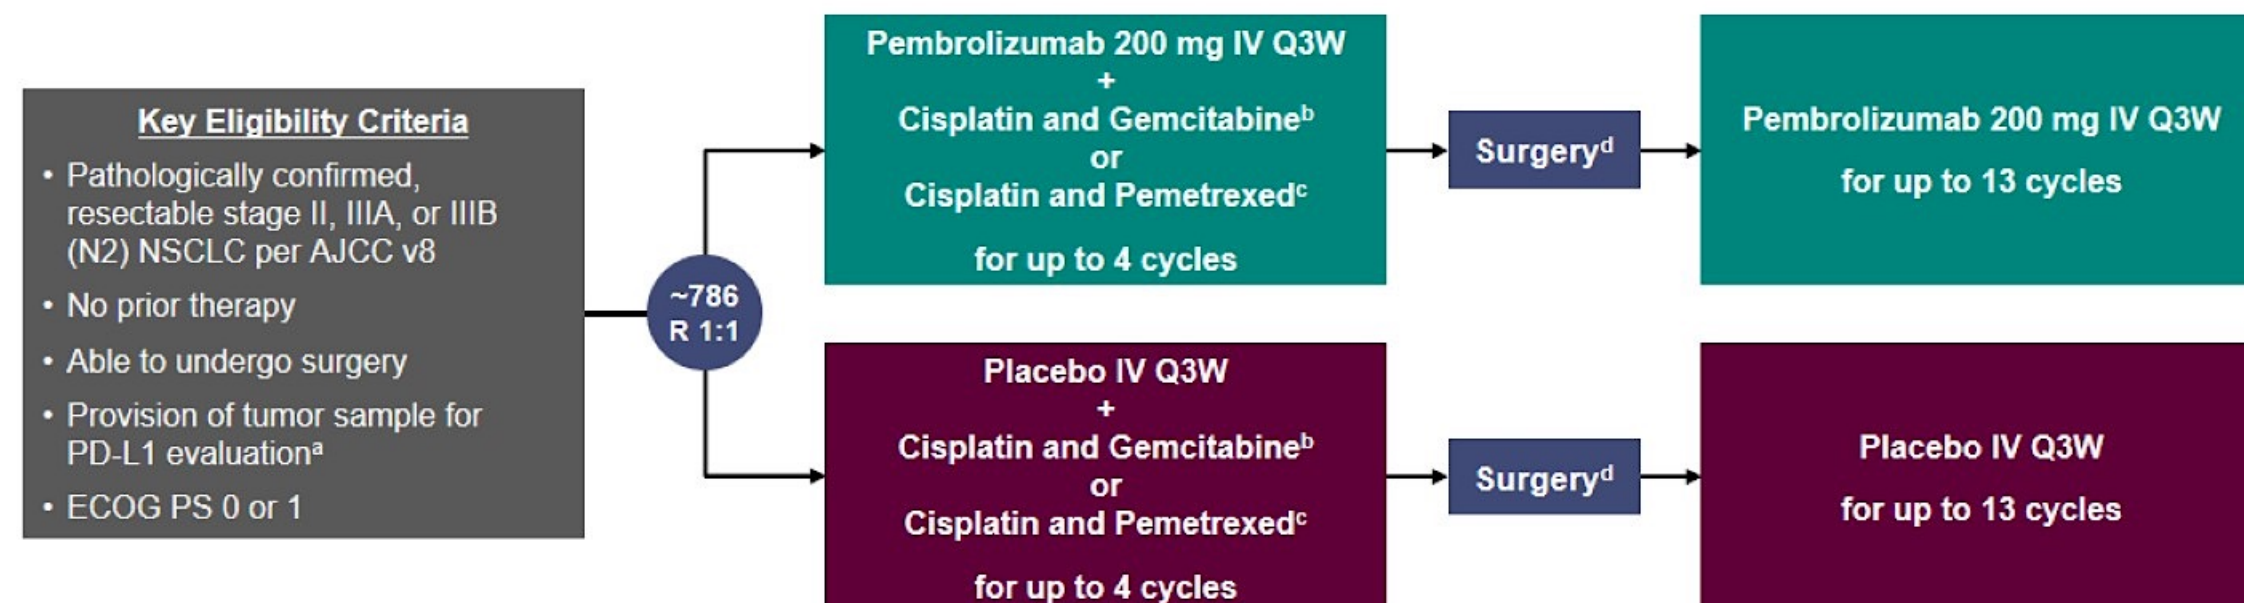 Key Eligibility Criteria
• Pathologically confirmed,
resectable stage II, IIIA, or IIIB
(N2) NSCLC per AJCC v8
• No prior therapy
• Able to undergo surgery
• Provision of tumor sample for
PD-L1 evaluationᵃ
• ECOG PS 0 or 1
~786
R 1:1
Pembrolizumab 200 mg IV Q3W
+
Cisplatin and Gemcitabineᵇ
or
Cisplatin and Pemetrexedᶜ
for up to 4 cycles
Surgeryᵈ
Pembrolizumab 200 mg IV Q3W
for up to 13 cycles
Placebo IV Q3W
+
Cisplatin and Gemcitabineᵇ
or
Cisplatin and Pemetrexedᶜ
for up to 4 cycles
Surgeryᵈ
Placebo IV Q3W
for up to 13 cycles